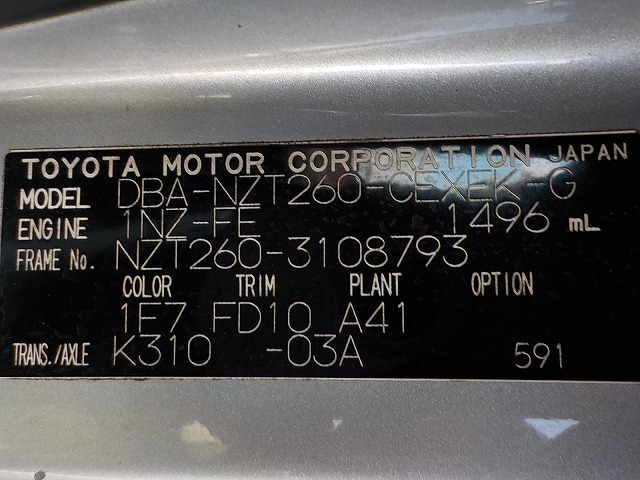 TOYOTA MOTOR CORPORATION JAPAN
MODEL DBA-NZT260-CEXEK-G
ENGINE 1NZ-FE 1496 mL
FRAME No. NZT260-3108793
COLOR TRIM PLANT OPTION
1F7 FD10 A41
TRANS./AXLE K310 -03A 591